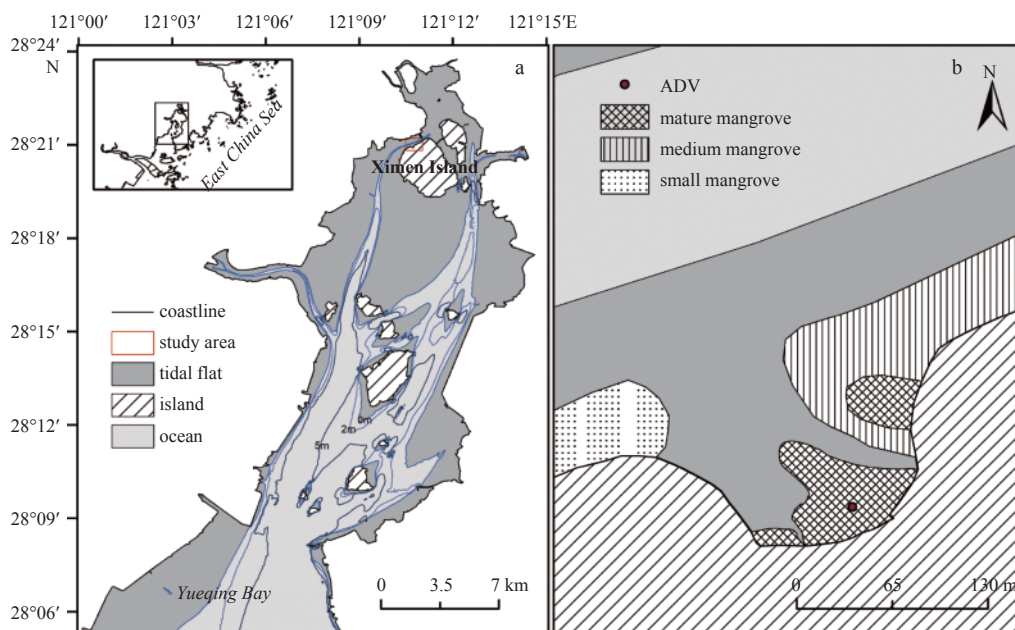 121°00′ 121°03′ 121°06′ 121°09′ 121°12′ 121°15′E
28°24′
N
28°21′
28°18′
28°15′
28°12′
28°09′
28°06′
a
East China Sea
Ximen Island
coastline
study area
tidal flat
island
ocean
0m
2m
5m
Yueqing Bay
0 3.5 7 km
b
N
ADV
mature mangrove
medium mangrove
small mangrove
0 65 130 m